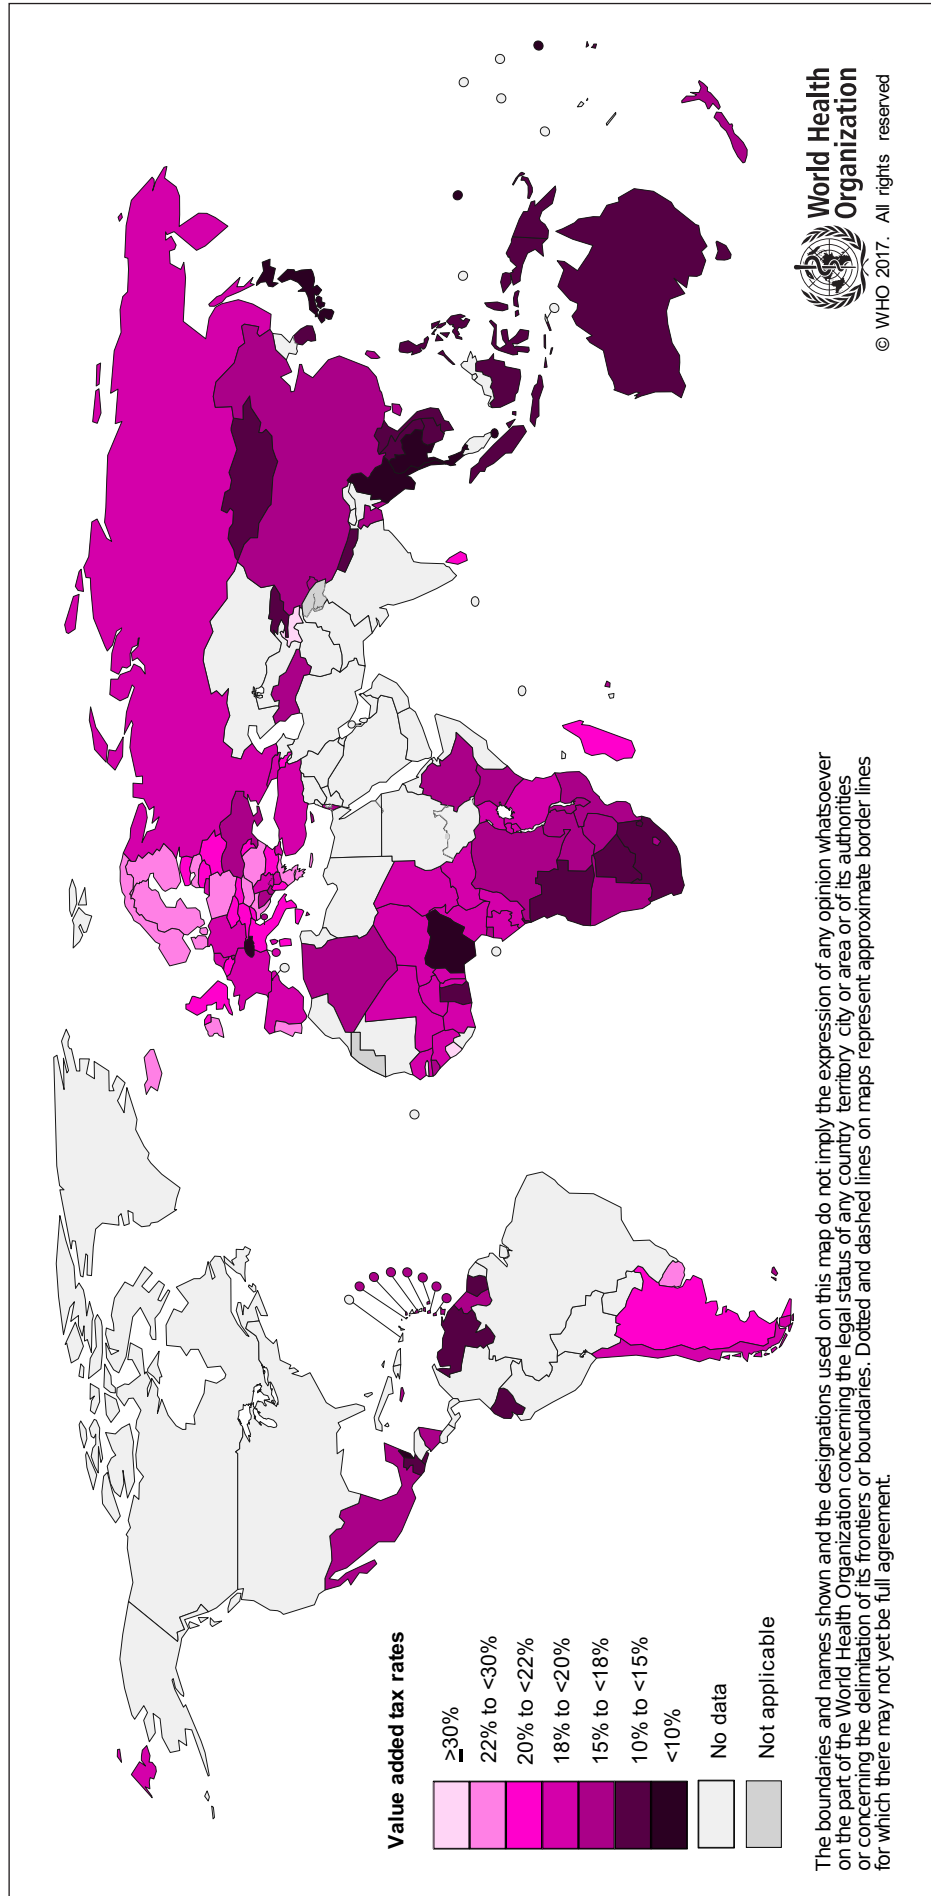 Value added tax rates
≥30%
22% to <30%
20% to <22%
18% to <20%
15% to <18%
10% to <15%
<10%
No data
Not applicable
The boundaries and names shown and the designations used on this map do not imply the expression of any opinion whatsoever
on the part of the World Health Organization concerning the legal status of any country territory city or area or of its authorities
or concerning the delimitation of its frontiers or boundaries. Dotted and dashed lines on maps represent approximate border lines
for which there may not yet be full agreement.
World Health
Organization
© WHO 2017. All rights reserved